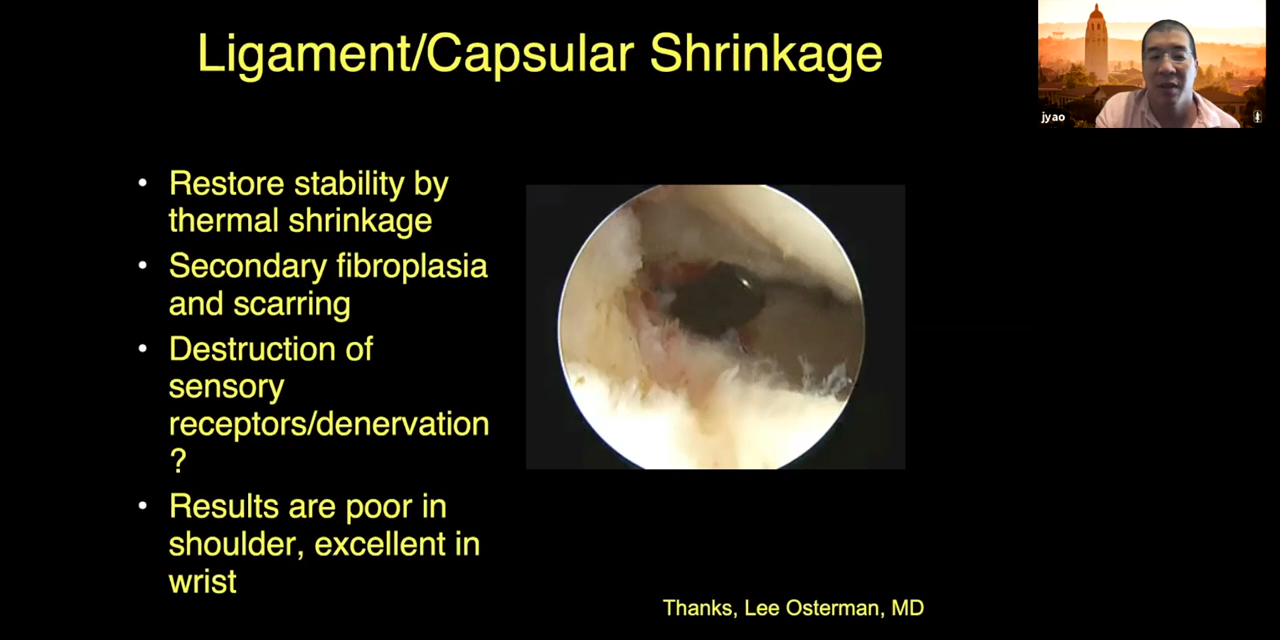 Ligament/Capsular Shrinkage
jyao
• Restore stability by
thermal shrinkage
• Secondary fibroplasia
and scarring
• Destruction of
sensory
receptors/denervation
?
• Results are poor in
shoulder, excellent in
wrist
Thanks, Lee Osterman, MD